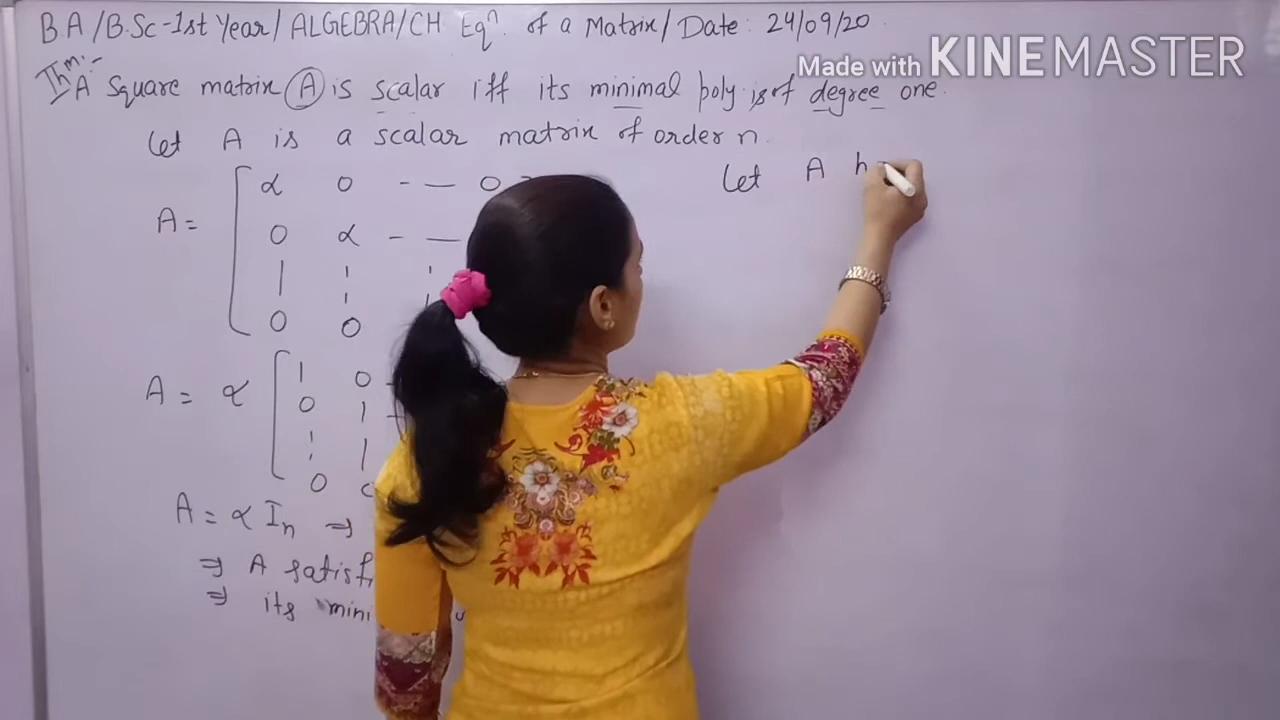 B.A/B.Sc-1st Year/ALGEBRA/CH. Eqn. of a Matrix/Date: 24/09/20.
Made with KINEMASTER
Thm:- A Square matrix A is scalar iff its minimal poly is of degree one.
Let A is a scalar matrix of order n.
A = [ α 0 - — 0
0 α - —
| | |
0 0
A = α [ 1 0
0 1
| |
0
A = α In ⇒
⇒ A satisf
⇒ its mini
Let A h